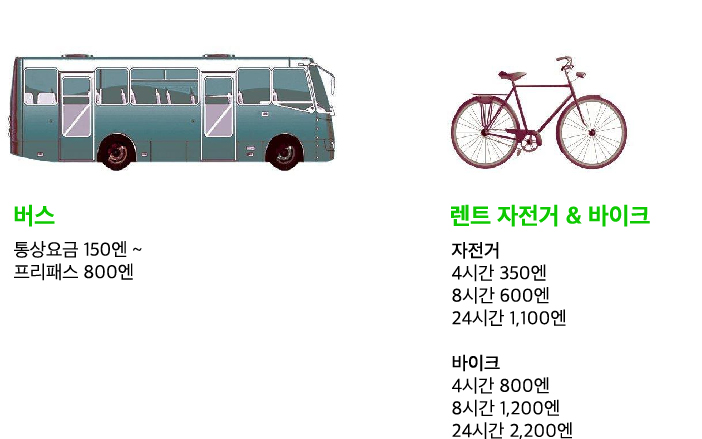 버스
통상요금 150엔 ~
프리패스 800엔
렌트 자전거 & 바이크
자전거
4시간 350엔
8시간 600엔
24시간 1,100엔
바이크
4시간 800엔
8시간 1,200엔
24시간 2,200엔